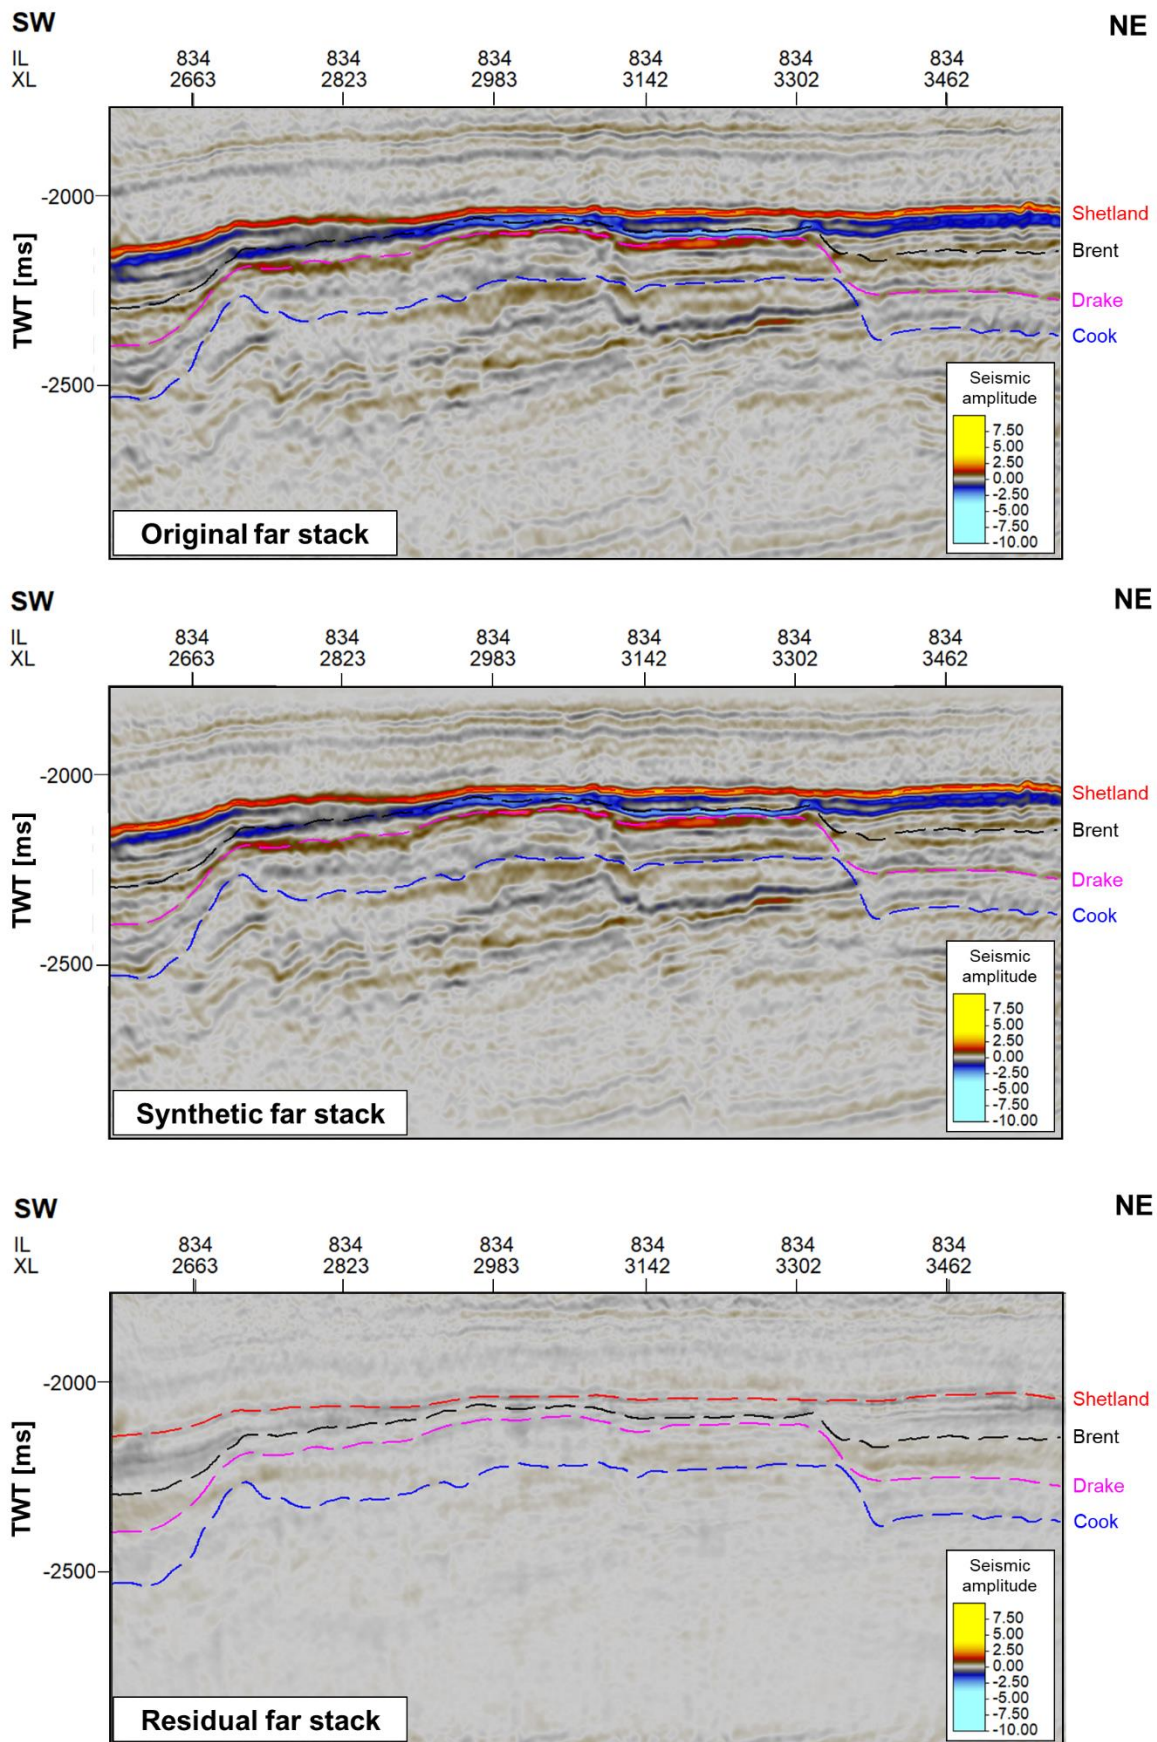 SW NE
IL 834 834 834 834 834 834
XL 2663 2823 2983 3142 3302 3462
-2000
Shetland
Brent
TWT [ms]
Drake
Cook
-2500
Seismic
amplitude
7.50
5.00
2.50
0.00
-2.50
-5.00
-7.50
-10.00
Original far stack
SW NE
IL 834 834 834 834 834 834
XL 2663 2823 2983 3142 3302 3462
-2000
Shetland
Brent
TWT [ms]
Drake
Cook
-2500
Seismic
amplitude
7.50
5.00
2.50
0.00
-2.50
-5.00
-7.50
-10.00
Synthetic far stack
SW NE
IL 834 834 834 834 834 834
XL 2663 2823 2983 3142 3302 3462
-2000
Shetland
Brent
TWT [ms]
Drake
Cook
-2500
Seismic
amplitude
7.50
5.00
2.50
0.00
-2.50
-5.00
-7.50
-10.00
Residual far stack